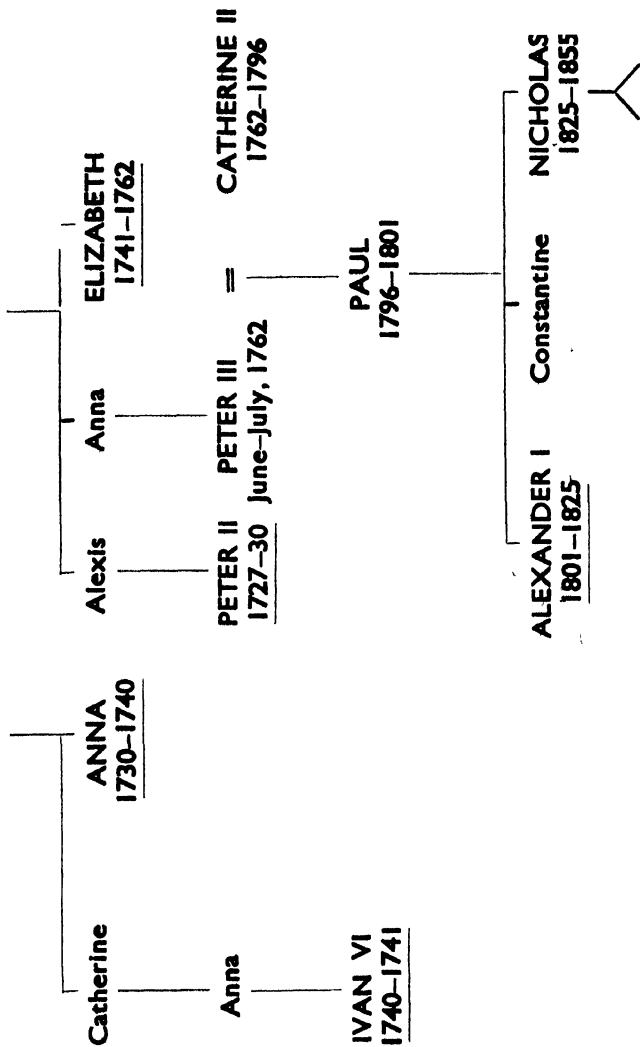 Catherine
ANNA
1730–1740
Alexis
Anna
ELIZABETH
1741–1762
Anna
PETER II
1727–30
PETER III
June–July, 1762
=
CATHERINE II
1762–1796
IVAN VI
1740–1741
PAUL
1796–1801
ALEXANDER I
1801–1825
Constantine
NICHOLAS
1825–1855